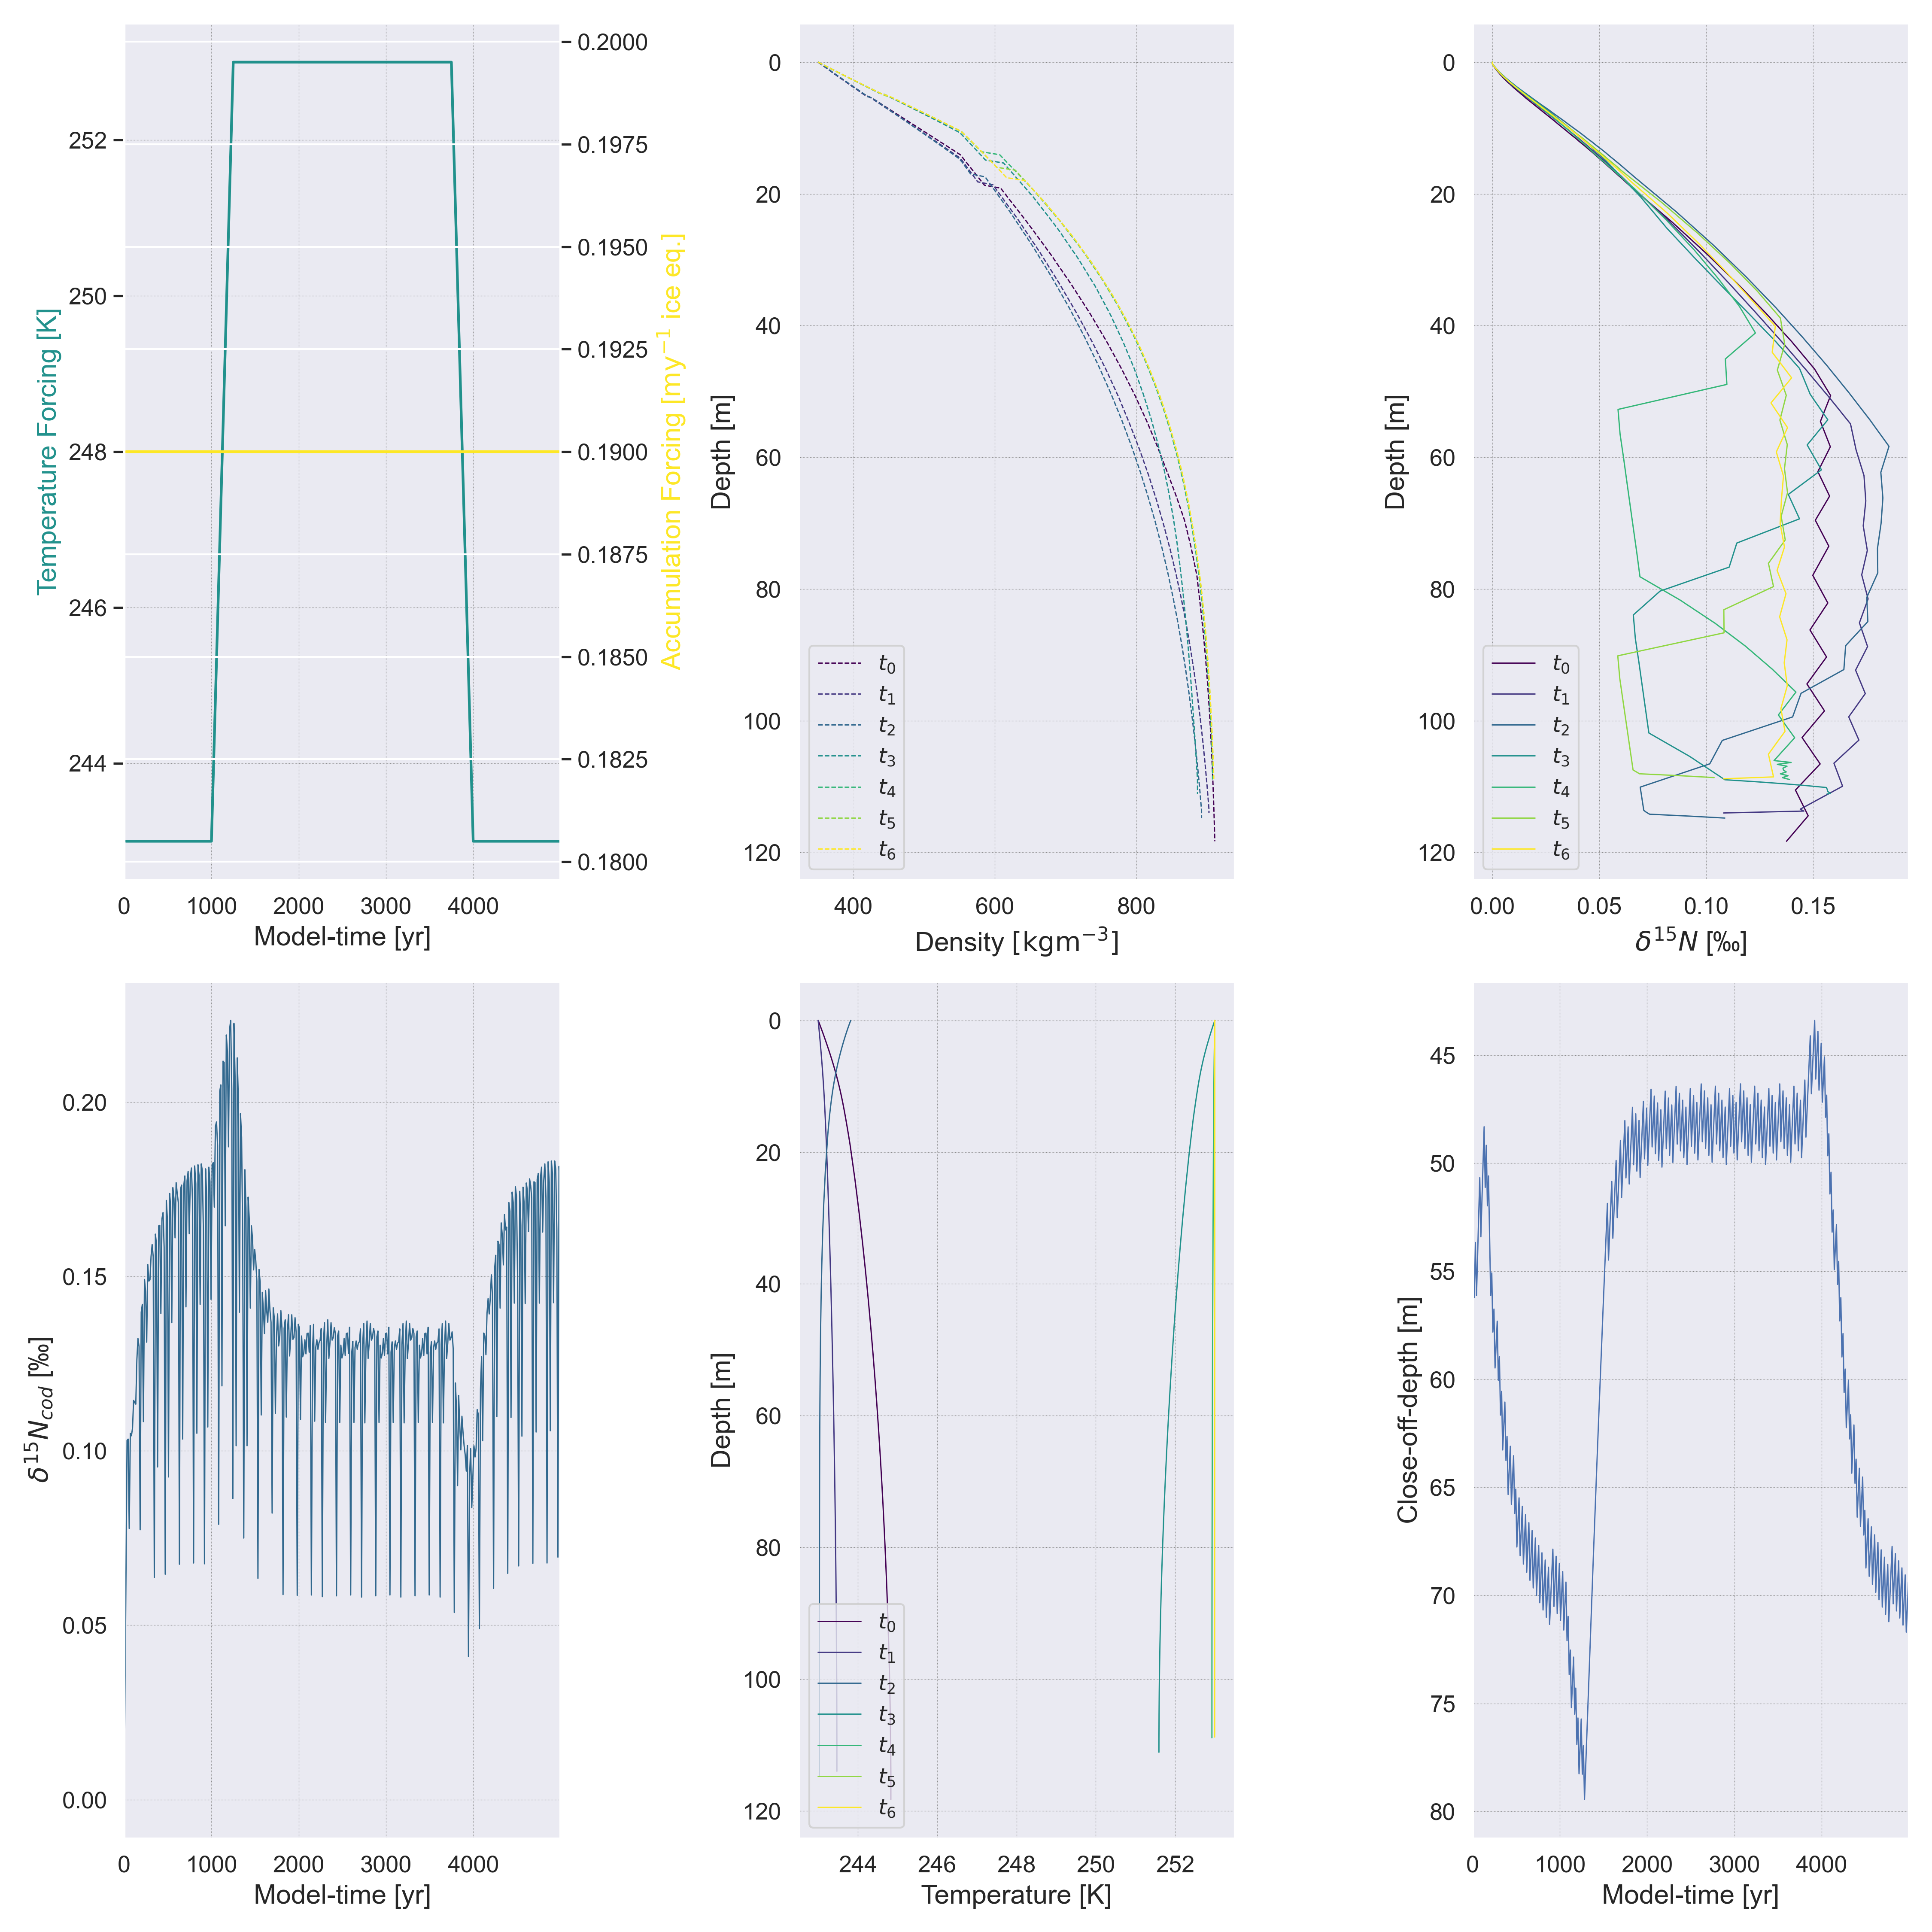 252
250
248
246
244
Temperature Forcing [K]
0.2000
0.1975
0.1950
0.1925
0.1900
0.1875
0.1850
0.1825
0.1800
Accumulation Forcing [my⁻¹ ice eq.]
0 1000 2000 3000 4000
Model-time [yr]
0
20
40
60
80
100
120
Depth [m]
t₀
t₁
t₂
t₃
t₄
t₅
t₆
400 600 800
Density [kgm⁻³]
0
20
40
60
80
100
120
Depth [m]
t₀
t₁
t₂
t₃
t₄
t₅
t₆
0.00 0.05 0.10 0.15
δ¹⁵N [‰]
0.20
0.15
0.10
0.05
0.00
δ¹⁵N_cod [‰]
0 1000 2000 3000 4000
Model-time [yr]
0
20
40
60
80
100
120
Depth [m]
t₀
t₁
t₂
t₃
t₄
t₅
t₆
244 246 248 250 252
Temperature [K]
45
50
55
60
65
70
75
80
Close-off-depth [m]
0 1000 2000 3000 4000
Model-time [yr]